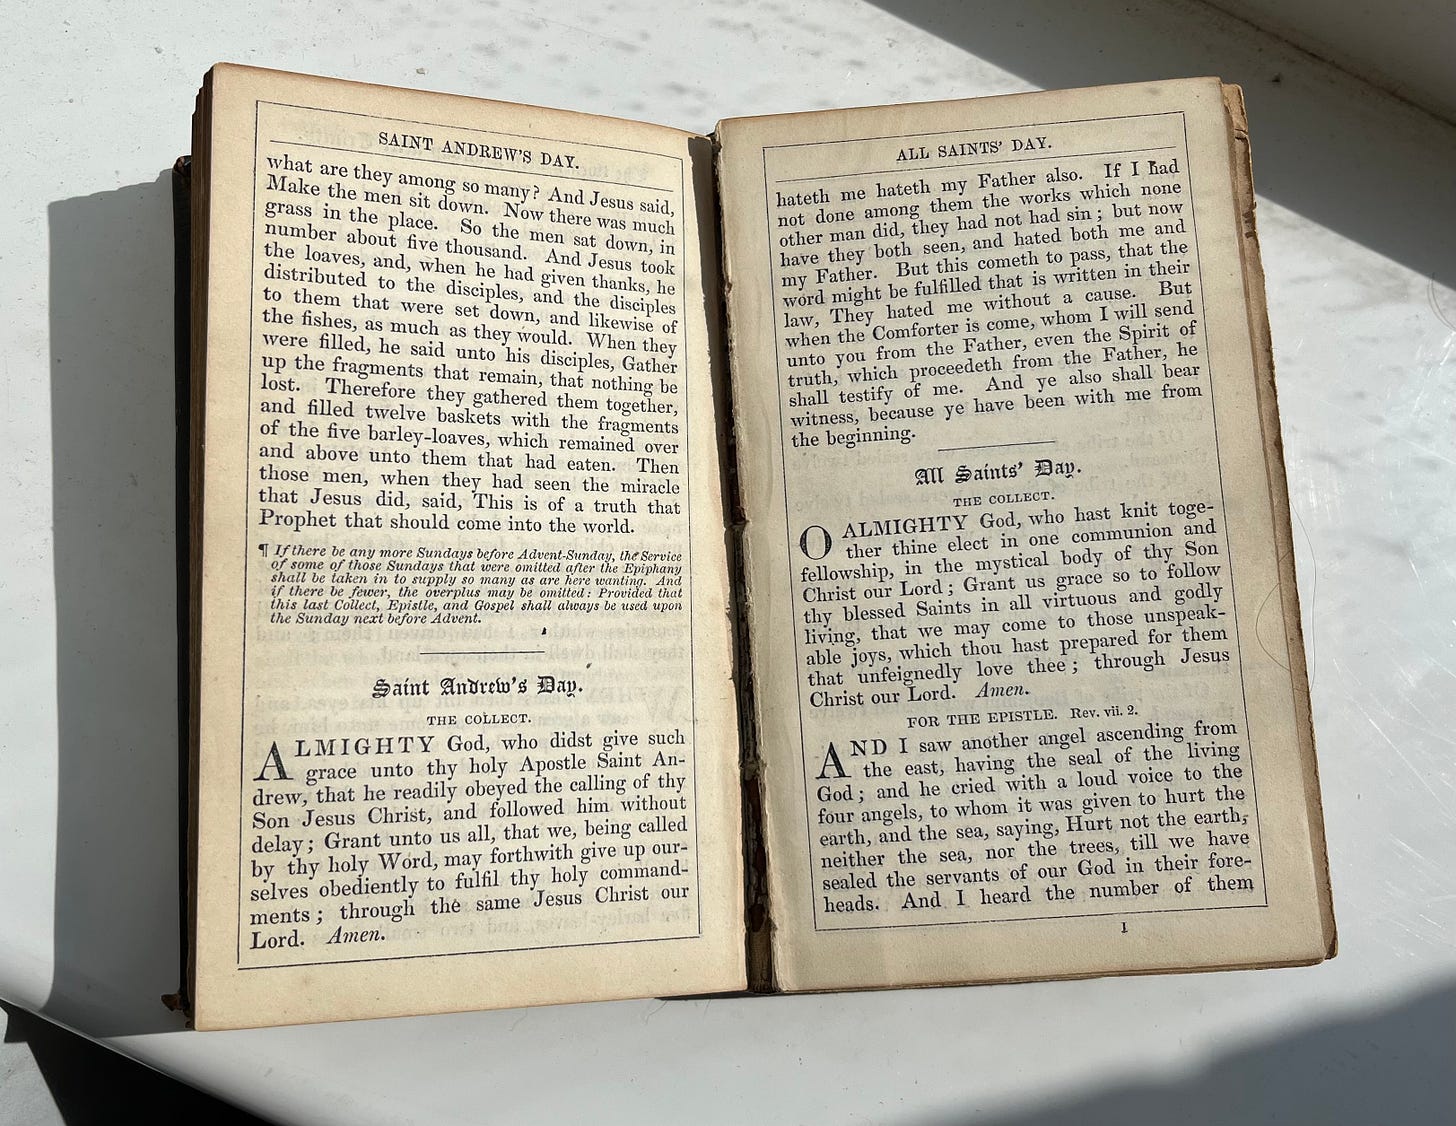 SAINT ANDREW'S DAY.
what are they among so many? And Jesus said,
Make the men sit down. Now there was much
grass in the place. So the men sat down, in
number about five thousand. And Jesus took
the loaves, and, when he had given thanks, he
distributed to the disciples, and the disciples
to them that were set down, and likewise of
the fishes, as much as they would. When they
were filled, he said unto his disciples, Gather
up the fragments that remain, that nothing be
lost. Therefore they gathered them together,
and filled twelve baskets with the fragments
of the five barley-loaves, which remained over
and above unto them that had eaten. Then
those men, when they had seen the miracle
that Jesus did, said, This is of a truth that
Prophet that should come into the world.
¶ If there be any more Sundays before Advent-Sunday, the Service
of some of those Sundays that were omitted after the Epiphany
shall be taken in to supply so many as are here wanting. And
if there be fewer, the overplus may be omitted: Provided that
this last Collect, Epistle, and Gospel shall always be used upon
the Sunday next before Advent.
Saint Andrew's Day.
THE COLLECT.
ALMIGHTY God, who didst give such
grace unto thy holy Apostle Saint An-
drew, that he readily obeyed the calling of thy
Son Jesus Christ, and followed him without
delay; Grant unto us all, that we, being called
by thy holy Word, may forthwith give up our-
selves obediently to fulfil thy holy command-
ments; through the same Jesus Christ our
Lord. Amen.
ALL SAINTS' DAY.
hateth me hateth my Father also. If I had
not done among them the works which none
other man did, they had not had sin; but now
have they both seen, and hated both me and
my Father. But this cometh to pass, that the
word might be fulfilled that is written in their
law, They hated me without a cause. But
when the Comforter is come, whom I will send
unto you from the Father, even the Spirit of
truth, which proceedeth from the Father, he
shall testify of me. And ye also shall bear
witness, because ye have been with me from
the beginning.
All Saints' Day.
THE COLLECT.
O ALMIGHTY God, who hast knit toge-
ther thine elect in one communion and
fellowship, in the mystical body of thy Son
Christ our Lord; Grant us grace so to follow
thy blessed Saints in all virtuous and godly
living, that we may come to those unspeak-
able joys, which thou hast prepared for them
that unfeignedly love thee; through Jesus
Christ our Lord. Amen.
FOR THE EPISTLE. Rev. vii. 2.
AND I saw another angel ascending from
the east, having the seal of the living
God; and he cried with a loud voice to the
four angels, to whom it was given to hurt the
earth, and the sea, saying, Hurt not the earth,
neither the sea, nor the trees, till we have
sealed the servants of our God in their fore-
heads. And I heard the number of them
I